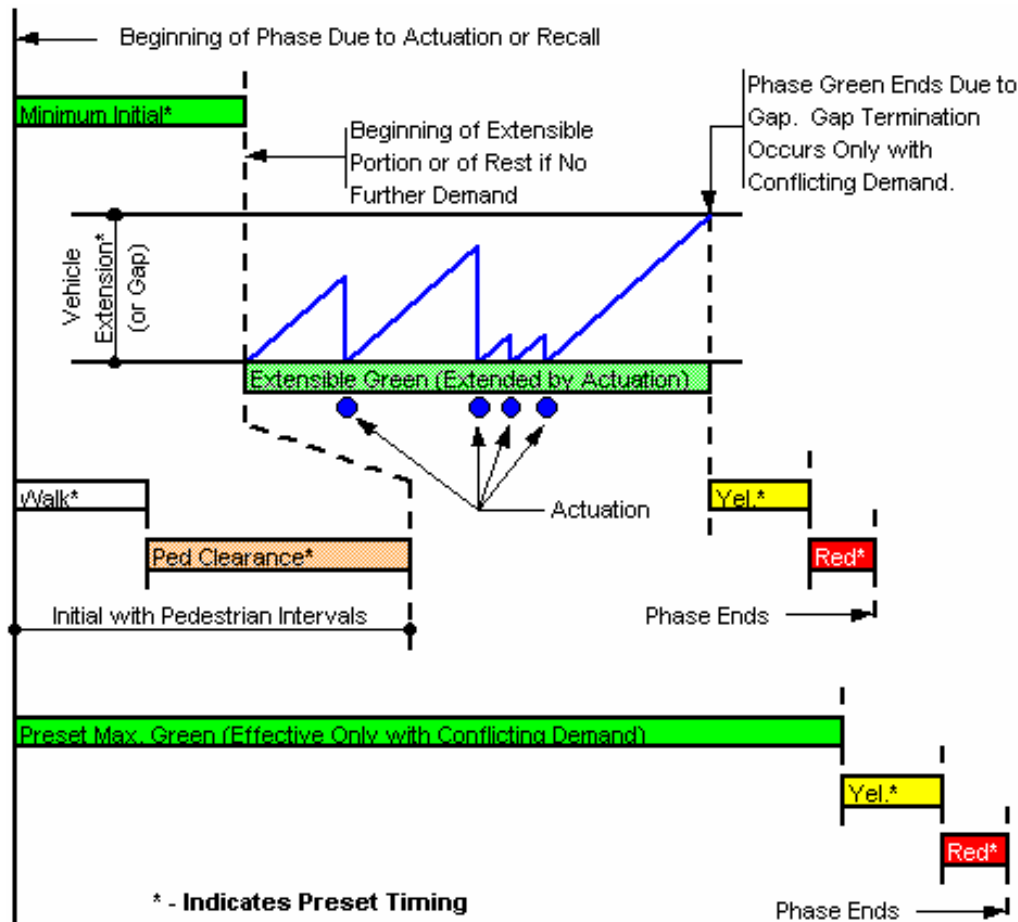 Beginning of Phase Due to Actuation or Recall
Minimum Initial*
Beginning of Extensible
Portion or of Rest if No
Further Demand
Phase Green Ends Due to
Gap. Gap Termination
Occurs Only with
Conflicting Demand.
Vehicle
Extension*
(or Gap)
Extensible Green (Extended by Actuation)
Actuation
Walk*
Ped Clearance*
Yel.*
Red*
Initial with Pedestrian Intervals
Phase Ends
Preset Max. Green (Effective Only with Conflicting Demand)
Yel.*
Red*
* - Indicates Preset Timing
Phase Ends